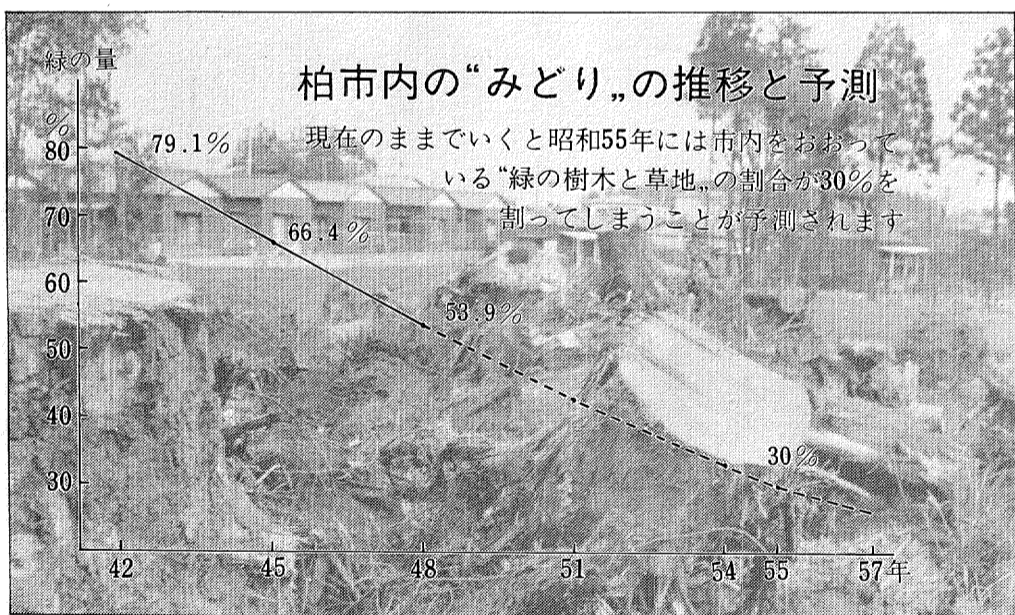 緑の量
柏市内の“みどり„の推移と予測
現在のままでいくと昭和55年には市内をおおって
いる“緑の樹木と草地„の割合が30%を
割ってしまうことが予測されます
%
80
70
60
50
40
30
79.1%
66.4%
53.9%
30%
42
45
48
51
54
55
57年